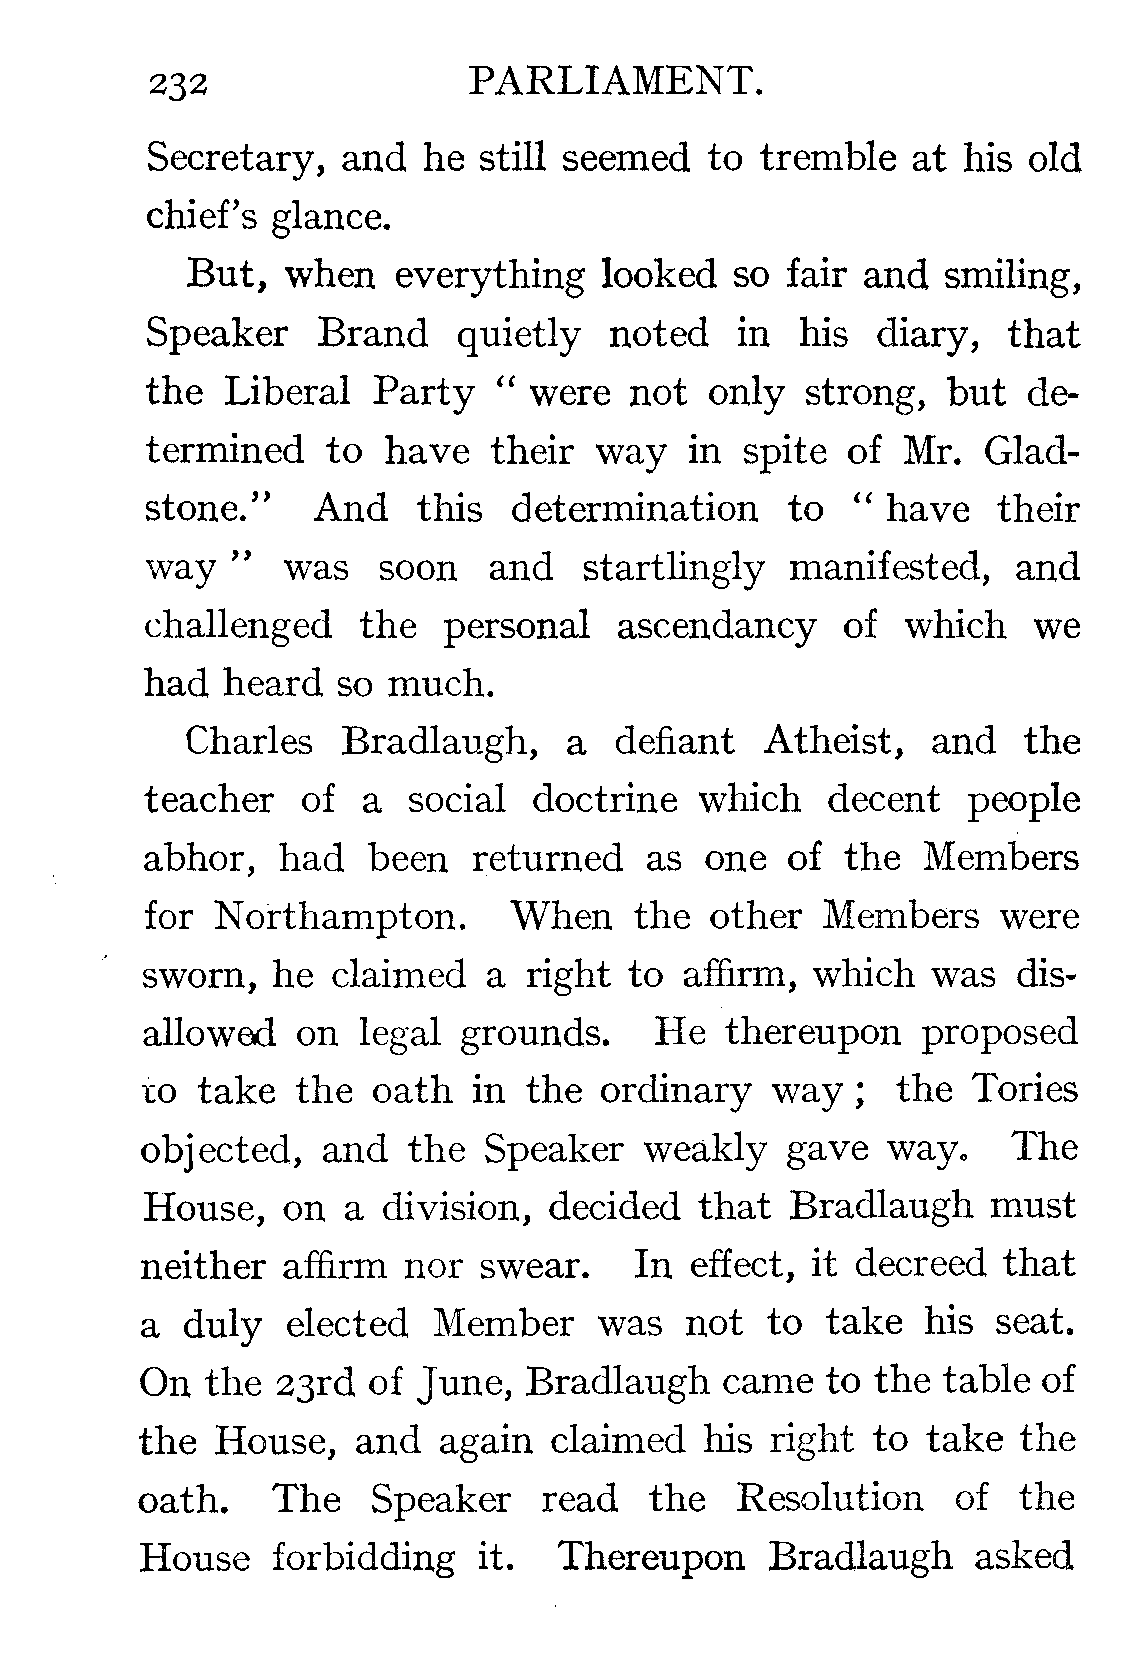 232 PARLIAMENT.
Secretary, and he still seemed to tremble at his old
chief's glance.
But, when everything looked so fair and smiling,
Speaker Brand quietly noted in his diary, that
the Liberal Party " were not only strong, but de-
termined to have their way in spite of Mr. Glad-
stone." And this determination to " have their
way " was soon and startlingly manifested, and
challenged the personal ascendancy of which we
had heard so much.
Charles Bradlaugh, a defiant Atheist, and the
teacher of a social doctrine which decent people
abhor, had been returned as one of the Members
for Northampton. When the other Members were
sworn, he claimed a right to affirm, which was dis-
allowed on legal grounds. He thereupon proposed
to take the oath in the ordinary way ; the Tories
objected, and the Speaker weakly gave way. The
House, on a division, decided that Bradlaugh must
neither affirm nor swear. In effect, it decreed that
a duly elected Member was not to take his seat.
On the 23rd of June, Bradlaugh came to the table of
the House, and again claimed his right to take the
oath. The Speaker read the Resolution of the
House forbidding it. Thereupon Bradlaugh asked